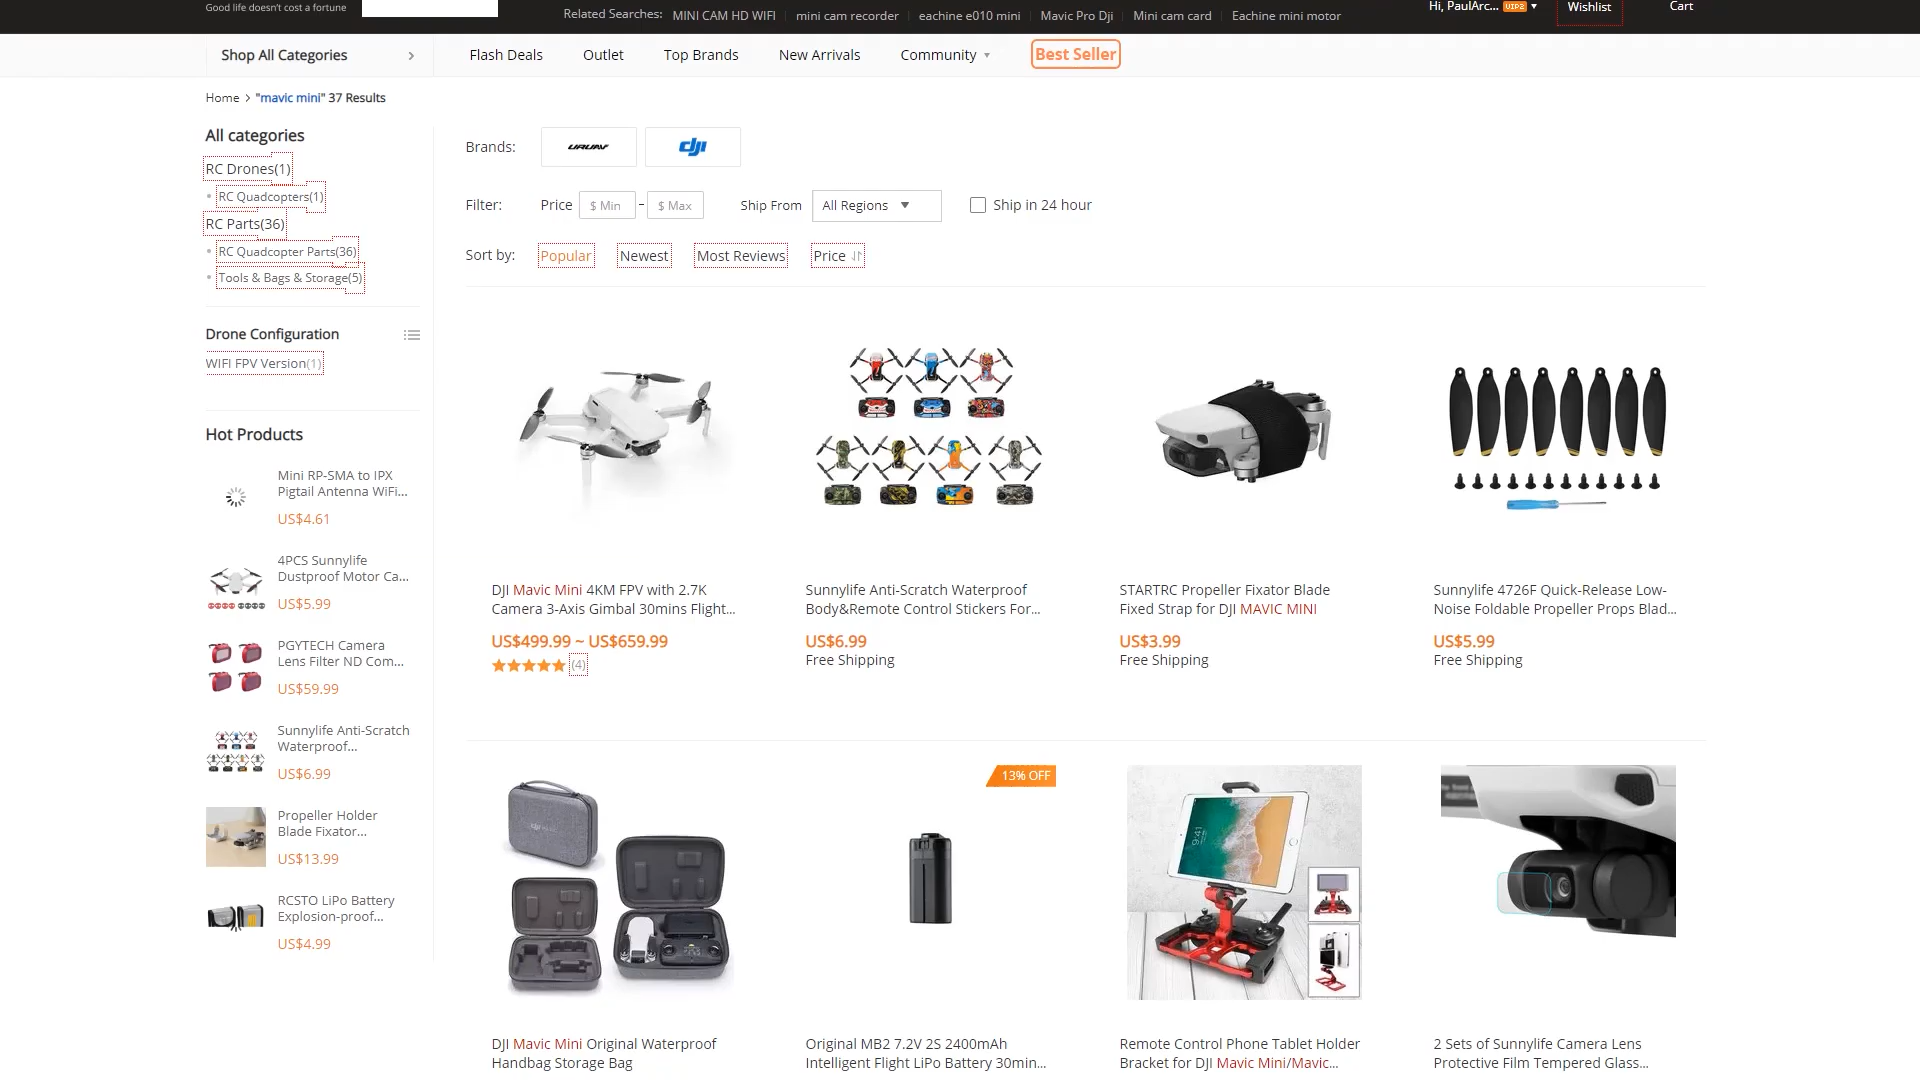 Good life doesn't cost a fortune
Related Searches: MINI CAM HD WIFI mini cam recorder eachine e010 mini Mavic Pro Dji Mini cam card Eachine mini motor
Hi, PaulArc... VIP2
Wishlist
Cart
Shop All Categories
Flash Deals Outlet Top Brands New Arrivals Community Best Seller
Home > "mavic mini" 37 Results
All categories
RC Drones(1)
RC Quadcopters(1)
RC Parts(36)
RC Quadcopter Parts(36)
Tools & Bags & Storage(5)
Drone Configuration
WIFI FPV Version(1)
Hot Products
Mini RP-SMA to IPX
Pigtail Antenna WiFi...
US$4.61
4PCS Sunnylife
Dustproof Motor Ca...
US$5.99
PGYTECH Camera
Lens Filter ND Com...
US$59.99
Sunnylife Anti-Scratch
Waterproof...
US$6.99
Propeller Holder
Blade Fixator...
US$13.99
RCSTO LiPo Battery
Explosion-proof...
US$4.99
Brands: URUAV dji
Filter: Price $ Min - $ Max Ship From All Regions Ship in 24 hour
Sort by: Popular Newest Most Reviews Price
DJI Mavic Mini 4KM FPV with 2.7K
Camera 3-Axis Gimbal 30mins Flight...
US$499.99 ~ US$659.99
(4)
Sunnylife Anti-Scratch Waterproof
Body&Remote Control Stickers For...
US$6.99
Free Shipping
STARTRC Propeller Fixator Blade
Fixed Strap for DJI MAVIC MINI
US$3.99
Free Shipping
Sunnylife 4726F Quick-Release Low-
Noise Foldable Propeller Props Blad...
US$5.99
Free Shipping
DJI Mavic Mini Original Waterproof
Handbag Storage Bag
13% OFF
Original MB2 7.2V 2S 2400mAh
Intelligent Flight LiPo Battery 30min...
9:41
Remote Control Phone Tablet Holder
Bracket for DJI Mavic Mini/Mavic...
2 Sets of Sunnylife Camera Lens
Protective Film Tempered Glass...